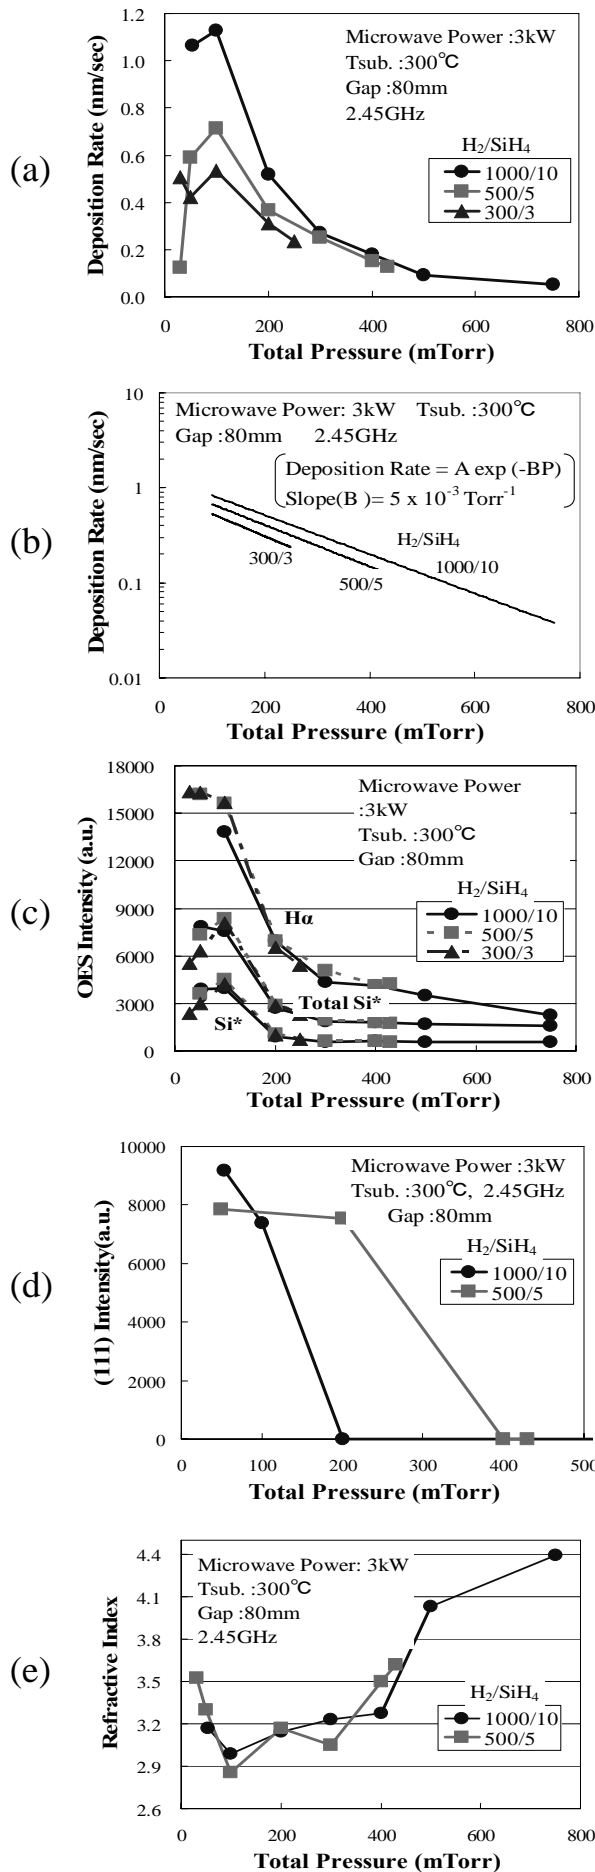 (a)
Deposition Rate (nm/sec)
1.2
1.0
0.8
0.6
0.4
0.2
0.0
Microwave Power :3kW
Tsub. :300℃
Gap :80mm
2.45GHz
H2/SiH4
1000/10
500/5
300/3
0 200 400 600 800
Total Pressure (mTorr)
(b)
Deposition Rate (nm/sec)
10
1
0.1
0.01
Microwave Power: 3kW Tsub. :300℃
Gap :80mm 2.45GHz
Deposition Rate = A exp (-BP)
Slope(B )= 5 x 10-3 Torr-1
H2/SiH4
300/3
500/5
1000/10
0 200 400 600 800
Total Pressure (mTorr)
(c)
OES Intensity (a.u.)
18000
15000
12000
9000
6000
3000
0
Microwave Power
:3kW
Tsub. :300℃
Gap :80mm
H2/SiH4
1000/10
500/5
300/3
Hα
Total Si*
Si*
0 200 400 600 800
Total Pressure (mTorr)
(d)
(111) Intensity(a.u.)
10000
8000
6000
4000
2000
0
Microwave Power :3kW
Tsub. :300℃, 2.45GHz
Gap :80mm
H2/SiH4
1000/10
500/5
0 100 200 300 400 500
Total Pressure (mTorr)
(e)
Refractive Index
4.4
4.1
3.8
3.5
3.2
2.9
2.6
Microwave Power: 3kW
Tsub. :300℃
Gap :80mm
2.45GHz
H2/SiH4
1000/10
500/5
0 200 400 600 800
Total Pressure (mTorr)